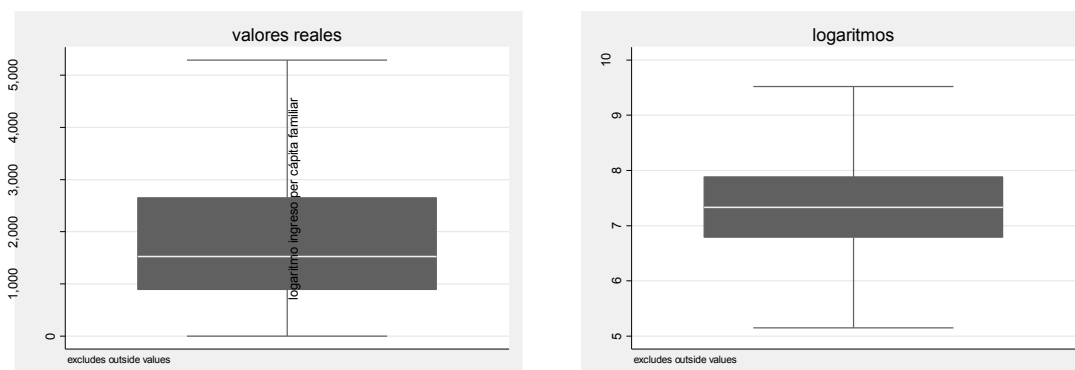 valores reales
5,000
4,000
3,000
2,000
1,000
0
logaritmo ingreso per cápita familiar
excludes outside values
logaritmos
10
9
8
7
6
5
excludes outside values